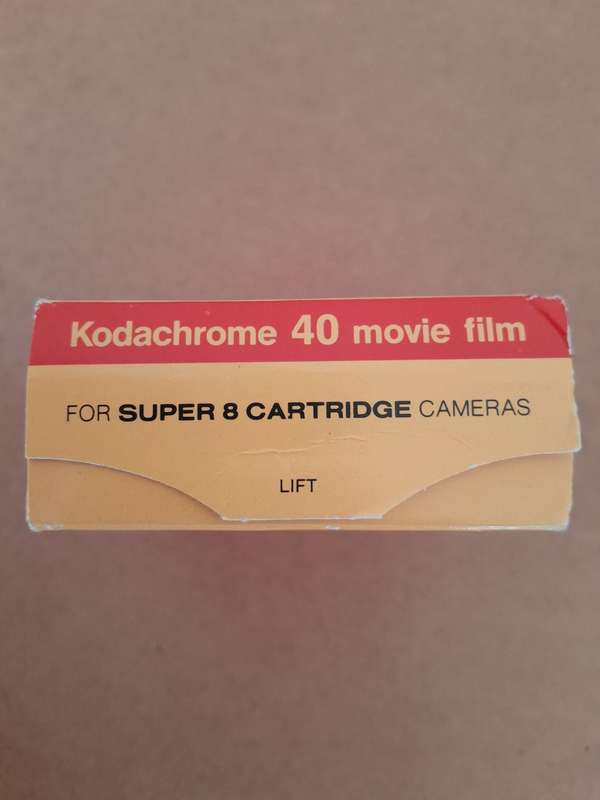 Kodachrome 40 movie film
FOR SUPER 8 CARTRIDGE CAMERAS
LIFT